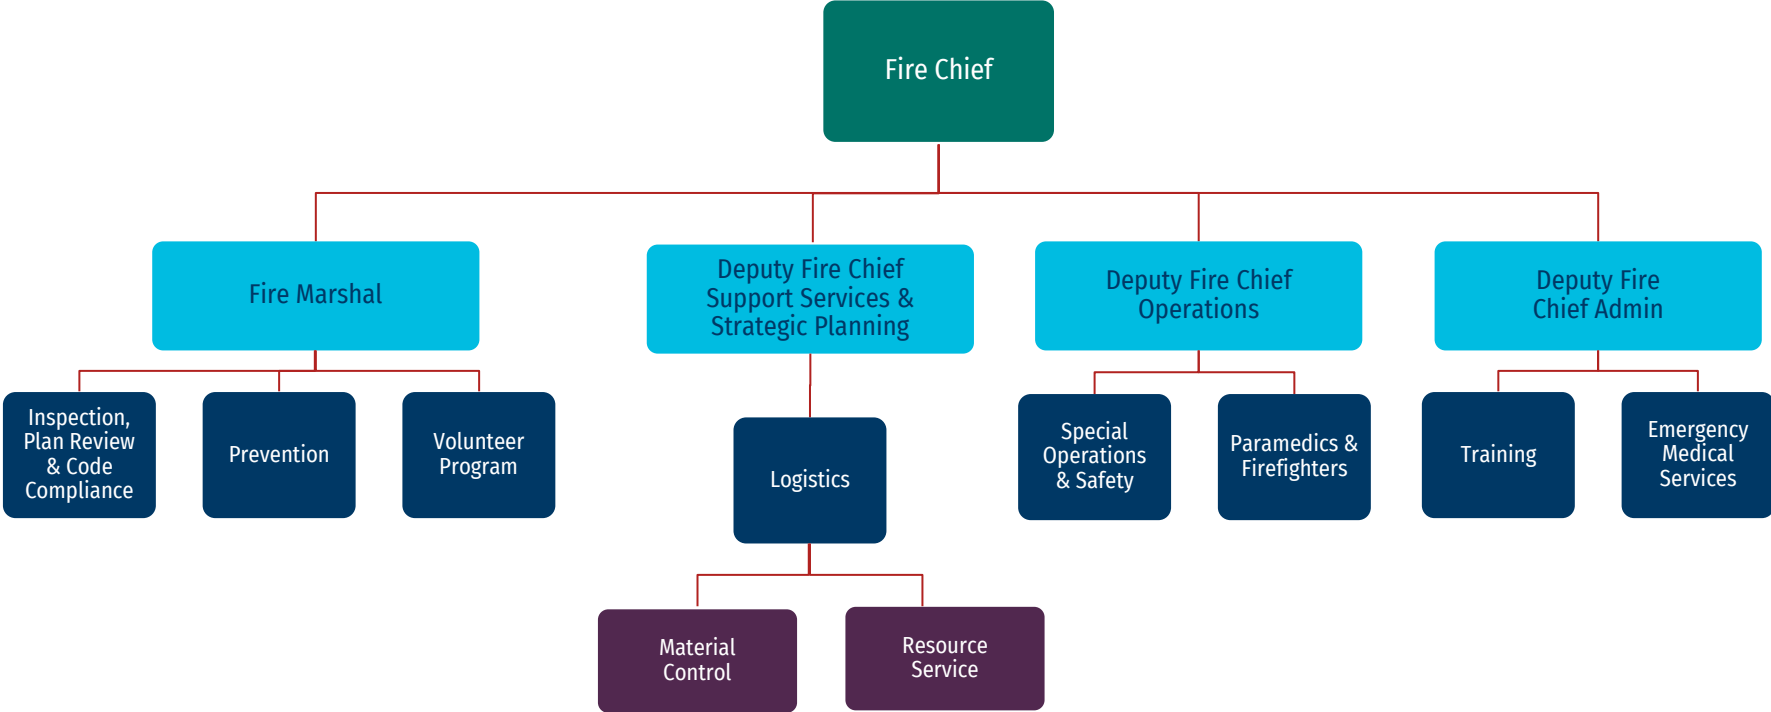 Fire Chief
Fire Marshal
Deputy Fire Chief
Support Services &
Strategic Planning
Deputy Fire Chief
Operations
Deputy Fire
Chief Admin
Inspection,
Plan Review
& Code
Compliance
Prevention
Volunteer
Program
Logistics
Special
Operations
& Safety
Paramedics &
Firefighters
Training
Emergency
Medical
Services
Material
Control
Resource
Service